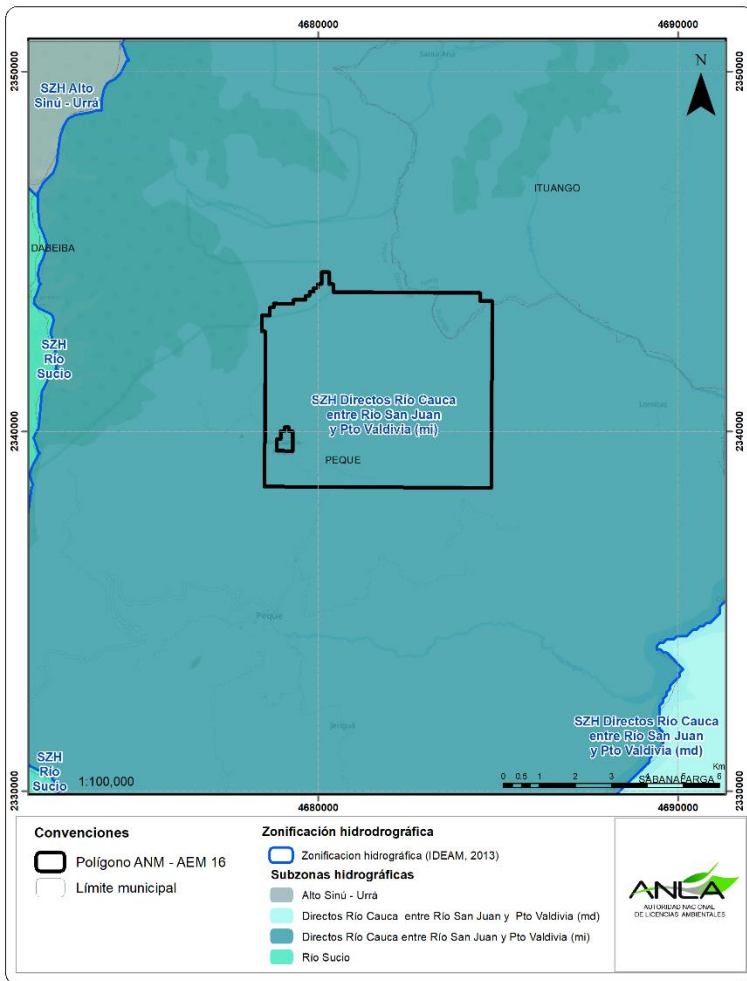 4680000
4690000
2350000
2350000
SZH Alto
Sinú - Urrá
Santa Ana
N
ITUANGO
DABEIBA
SZH
Río
Sucio
SZH Directos Río Cauca
entre Río San Juan
y Pto Valdivia (mi)
Lomitas
2340000
2340000
PEQUE
Peque
Jerigua
SZH Directos Río Cauca
entre Río San Juan
y Pto Valdivia (md)
SZH
Río
Sucio
1:100,000
Km
0 0.5 1 2 3 4 5 6
SABANALARGA
2330000
2330000
4680000
4690000
Convenciones
Polígono ANM - AEM 16
Límite municipal
Zonificación hidrodrográfica
Zonificacion hidrográfica (IDEAM, 2013)
Subzonas hidrográficas
Alto Sinú - Urrá
Directos Río Cauca entre Río San Juan y Pto Valdivia (md)
Directos Río Cauca entre Río San Juan y Pto Valdivia (mi)
Río Sucio
ANLA
AUTORIDAD NACIONAL
DE LICENCIAS AMBIENTALES